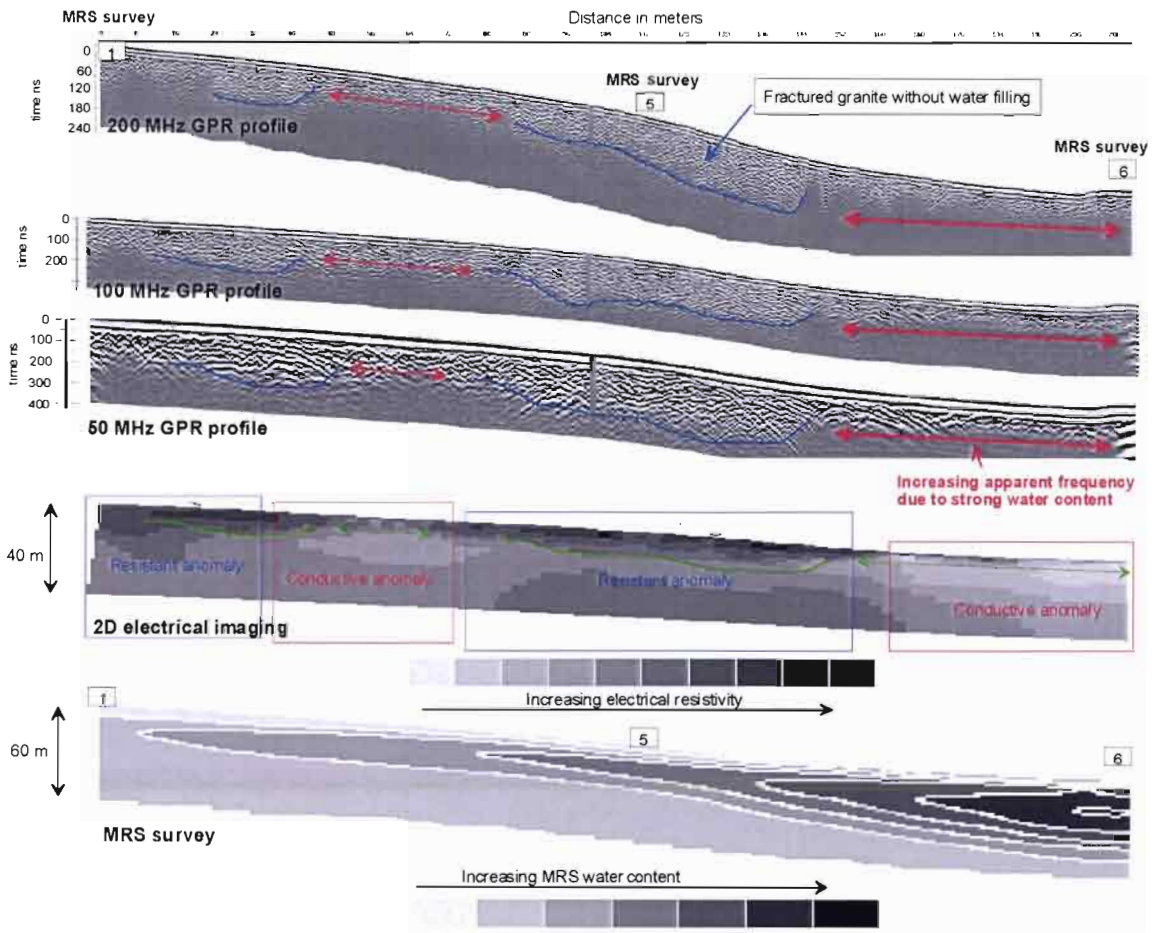 MRS survey
Distance in meters
1
0
60
120
180
240
time ns
200 MHz GPR profile
MRS survey
5
Fractured granite without water filling
MRS survey
6
0
100
200
time ns
100 MHz GPR profile
0
100
200
300
400
time ns
50 MHz GPR profile
Increasing apparent frequency
due to strong water content
40 m
Resistant anomaly
Conductive anomaly
Resistant anomaly
Conductive anomaly
2D electrical imaging
Increasing electrical resistivity
60 m
5
6
MRS survey
Increasing MRS water content